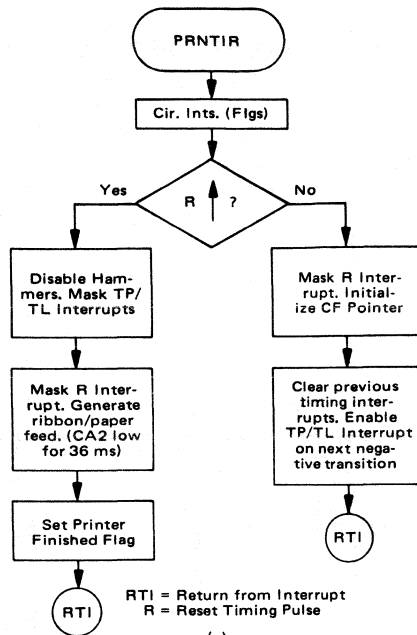 PRNTIR
Cir. Ints. (Flgs)
Yes
R ↑ ?
No
Disable Ham-
mers. Mask TP/
TL Interrupts
Mask R Inter-
rupt. Generate
ribbon/paper
feed. (CA2 low
for 36 ms)
Set Printer
Finished Flag
RTI
Mask R Inter-
rupt. Initial-
ize CF Pointer
Clear previous
timing inter-
rupts. Enable
TP/TL Interrupt
on next nega-
tive transition
RTI
RTI = Return from Interrupt
R = Reset Timing Pulse